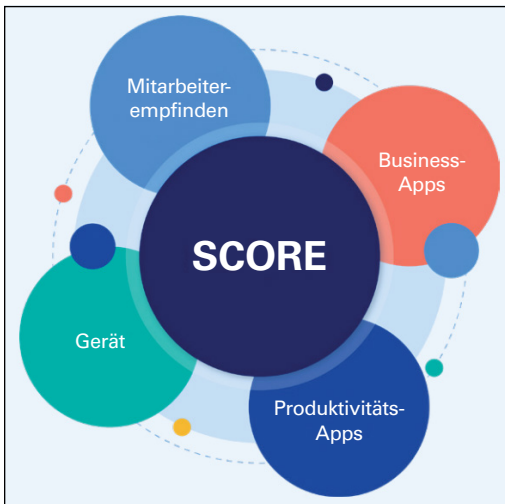 Mitarbeiter-
empfinden
Business-
Apps
SCORE
Gerät
Produktivitäts-
Apps